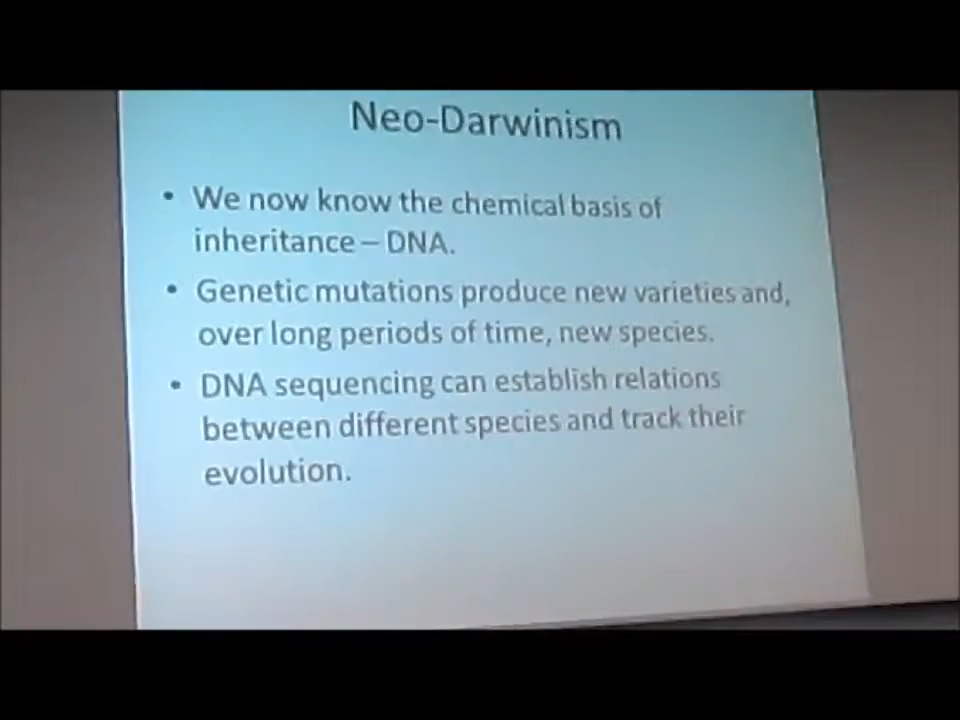 Neo-Darwinism
• We now know the chemical basis of
inheritance – DNA.
• Genetic mutations produce new varieties and,
over long periods of time, new species.
• DNA sequencing can establish relations
between different species and track their
evolution.